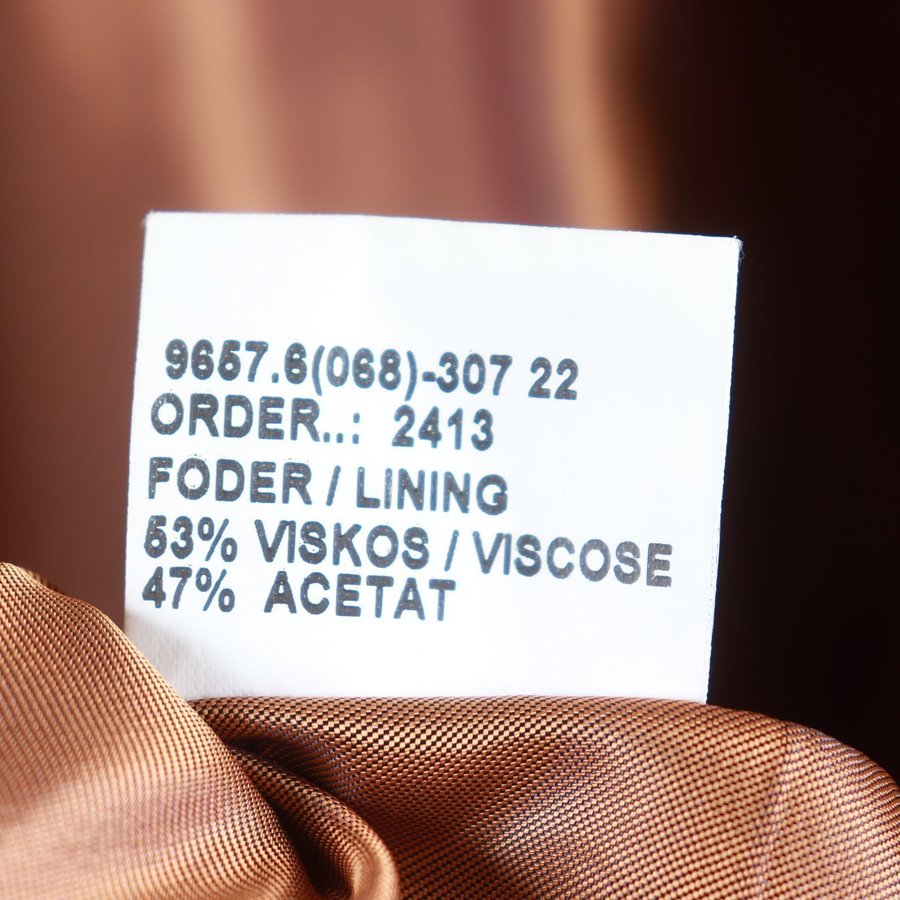 9657.6(068)-307 22
ORDER..: 2413
FODER / LINING
53% VISKOS / VISCOSE
47% ACETAT